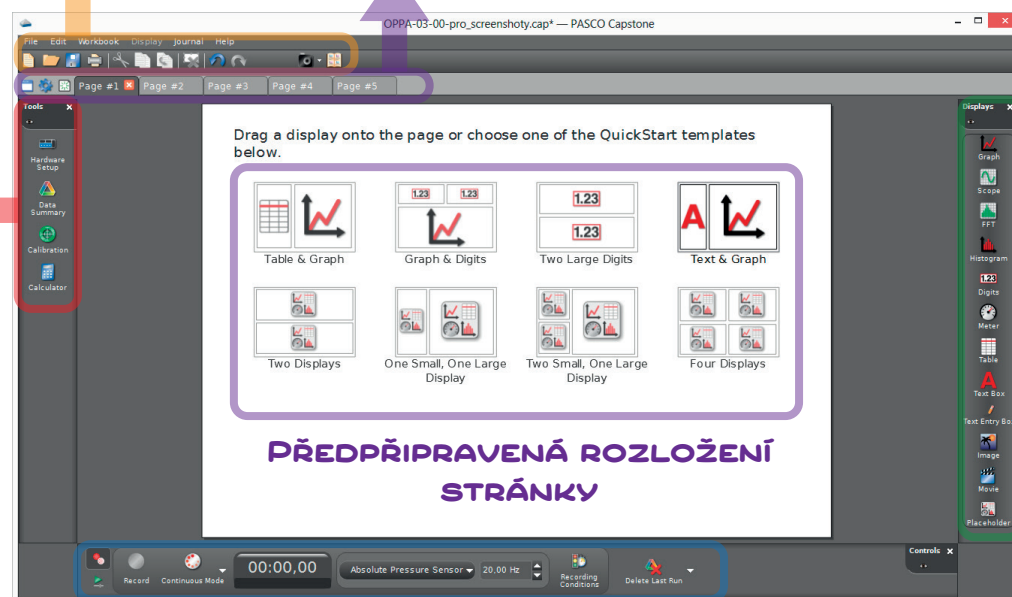 OPPA-03-00-pro_screenshoty.cap* — PASCO Capstone
File Edit Workbook Display Journal Help
Page #1 Page #2 Page #3 Page #4 Page #5
Tools x
Hardware
Setup
Data
Summary
Calibration
Calculator
Drag a display onto the page or choose one of the QuickStart templates
below.
1.23 1.23
1.23
1.23
A
Table & Graph Graph & Digits Two Large Digits Text & Graph
Two Displays One Small, One Large
Display Two Small, One Large
Display Four Displays
PŘEDPŘIPRAVENÁ ROZLOŽENÍ
STRÁNKY
Displays x
Graph
Scope
FFT
Histogram
1.23
Digits
Meter
Table
A
Text Box
Text Entry Bo
Image
Movie
Placeholder
Record Continuous Mode 00:00,00 Absolute Pressure Sensor 20,00 Hz Recording
Conditions Delete Last Run
Controls x